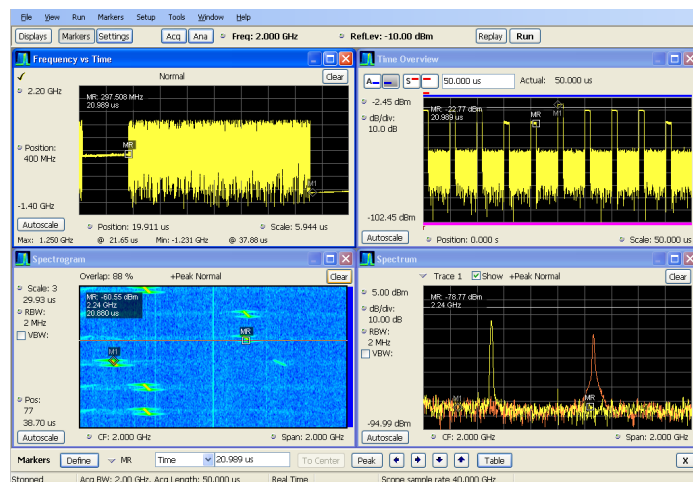 File View Run Markers Setup Tools Window Help
Displays Markers Settings Acq Ana Freq: 2.000 GHz RefLev: -10.00 dBm Replay Run
Frequency vs Time
Normal Clear
2.20 GHz
MR: 297.508 MHz
20.989 us
Position:
400 MHz
MR
M1
-1.40 GHz
Autoscale Position: 19.911 us Scale: 5.944 us
Max: 1.250 GHz @ 21.65 us Min: -1.231 GHz @ 37.88 us
Time Overview
A S 50.000 us Actual: 50.000 us
-2.45 dBm
dB/div:
10.0 dB
MR: -22.77 dBm
20.989 us
MR
M1
-102.45 dBm
Autoscale Position: 0.000 s Scale: 50.000 us
Spectrogram
Overlap: 88 % +Peak Normal Clear
Scale: 3
29.93 us
RBW:
2 MHz
VBW:
MR: -60.55 dBm
2.24 GHz
20.880 us
MR
M1
Pos:
77
38.70 us
Autoscale CF: 2.000 GHz Span: 2.000 GHz
Spectrum
Trace 1 Show +Peak Normal Clear
5.00 dBm
dB/div:
10.00 dB
RBW:
2 MHz
VBW:
MR: -78.77 dBm
2.24 GHz
M1
MR
-94.99 dBm
Autoscale CF: 2.000 GHz Span: 2.000 GHz
Markers Define MR Time 20.989 us To Center Peak Table X
Stopped Acq BW: 2.00 GHz, Acq Length: 50.000 us Real Time Scope sample rate 40.000 GHz